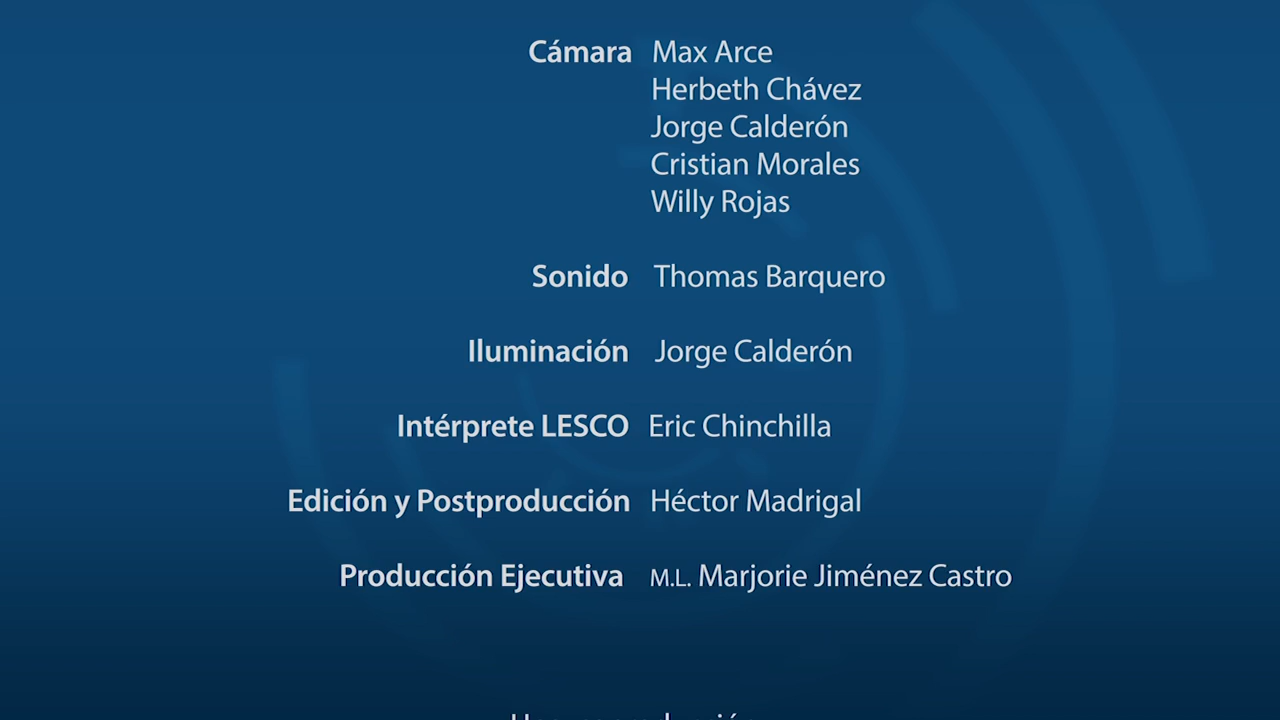 Cámara Max Arce
Herbeth Chávez
Jorge Calderón
Cristian Morales
Willy Rojas
Sonido Thomas Barquero
Iluminación Jorge Calderón
Intérprete LESCO Eric Chinchilla
Edición y Postproducción Héctor Madrigal
Producción Ejecutiva M.L. Marjorie Jiménez Castro